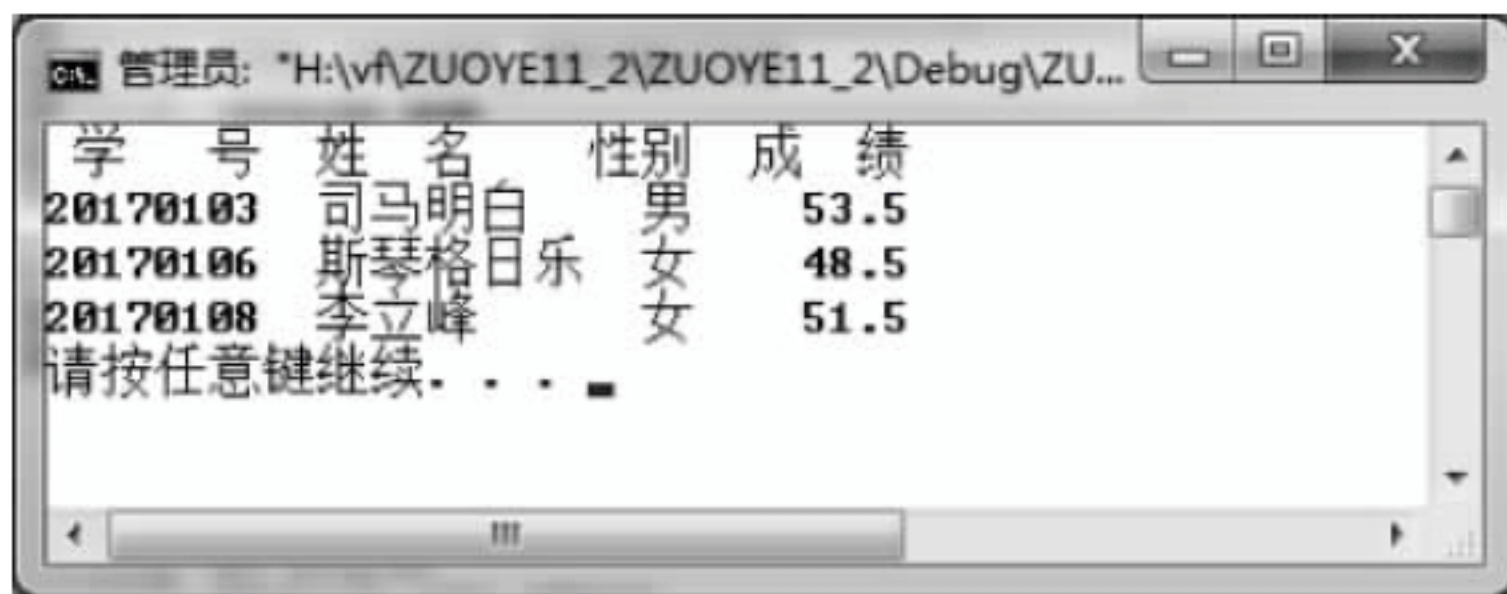 管理员: "H:\vf\ZUOYE11_2\ZUOYE11_2\Debug\ZU...
学 号 姓 名 性别 成 绩
20170103 司马明白 男 53.5
20170106 斯琴格日乐 女 48.5
20170108 李立峰 女 51.5
请按任意键继续. . .